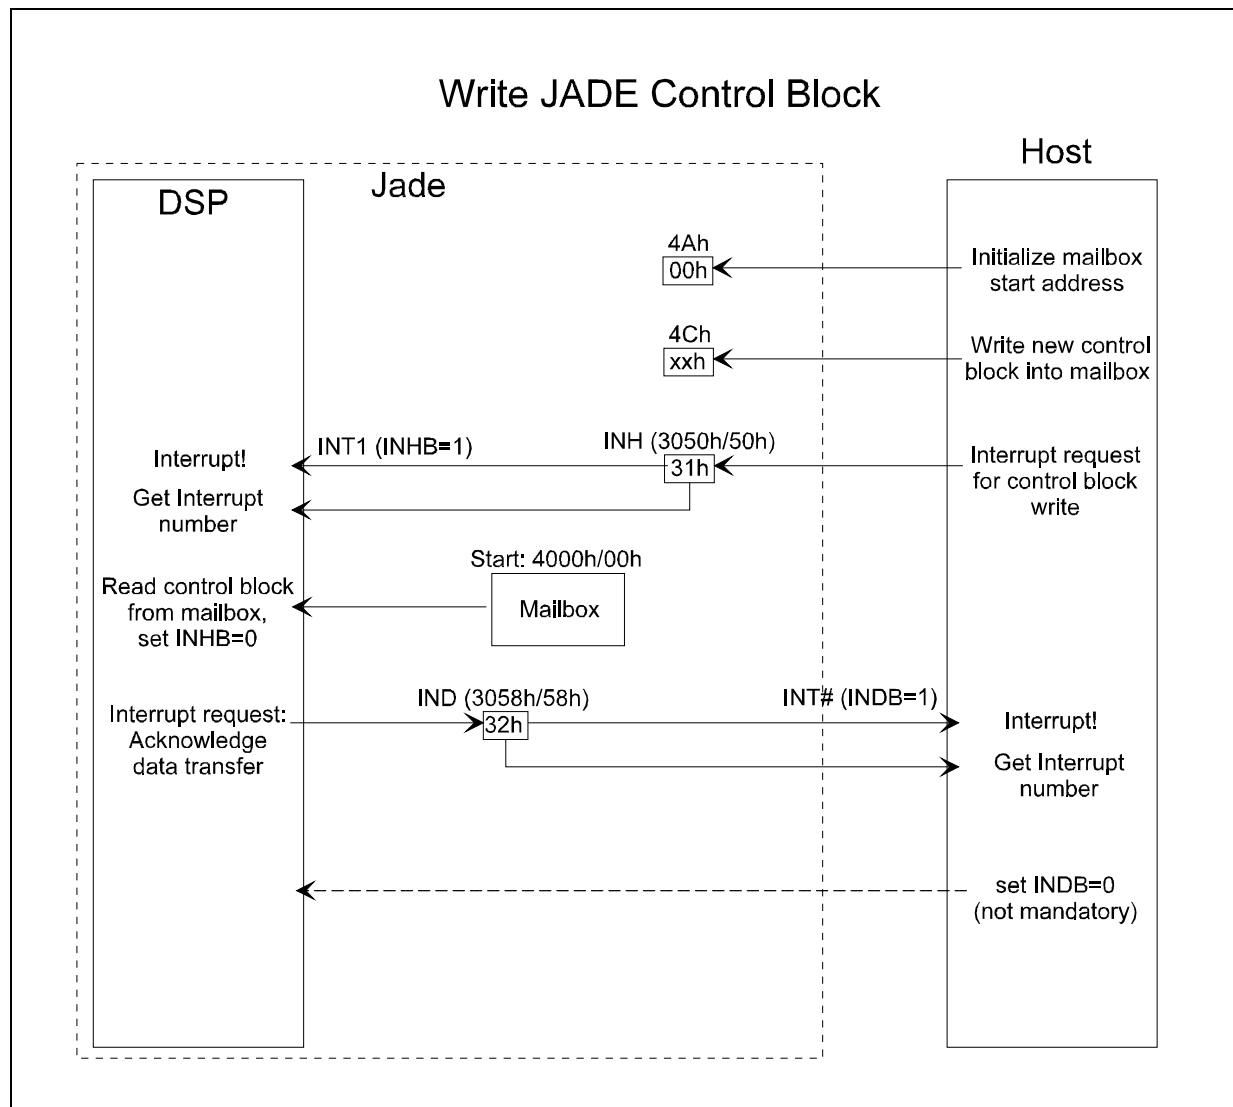 Write JADE Control Block
Host
Jade
DSP
4Ah
00h
Initialize mailbox
start address
4Ch
xxh
Write new control
block into mailbox
INT1 (INHB=1)
INH (3050h/50h)
Interrupt!
31h
Interrupt request
for control block
write
Get Interrupt
number
Start: 4000h/00h
Read control block
from mailbox,
set INHB=0
Mailbox
IND (3058h/58h)
INT# (INDB=1)
Interrupt request:
Acknowledge
data transfer
32h
Interrupt!
Get Interrupt
number
set INDB=0
(not mandatory)